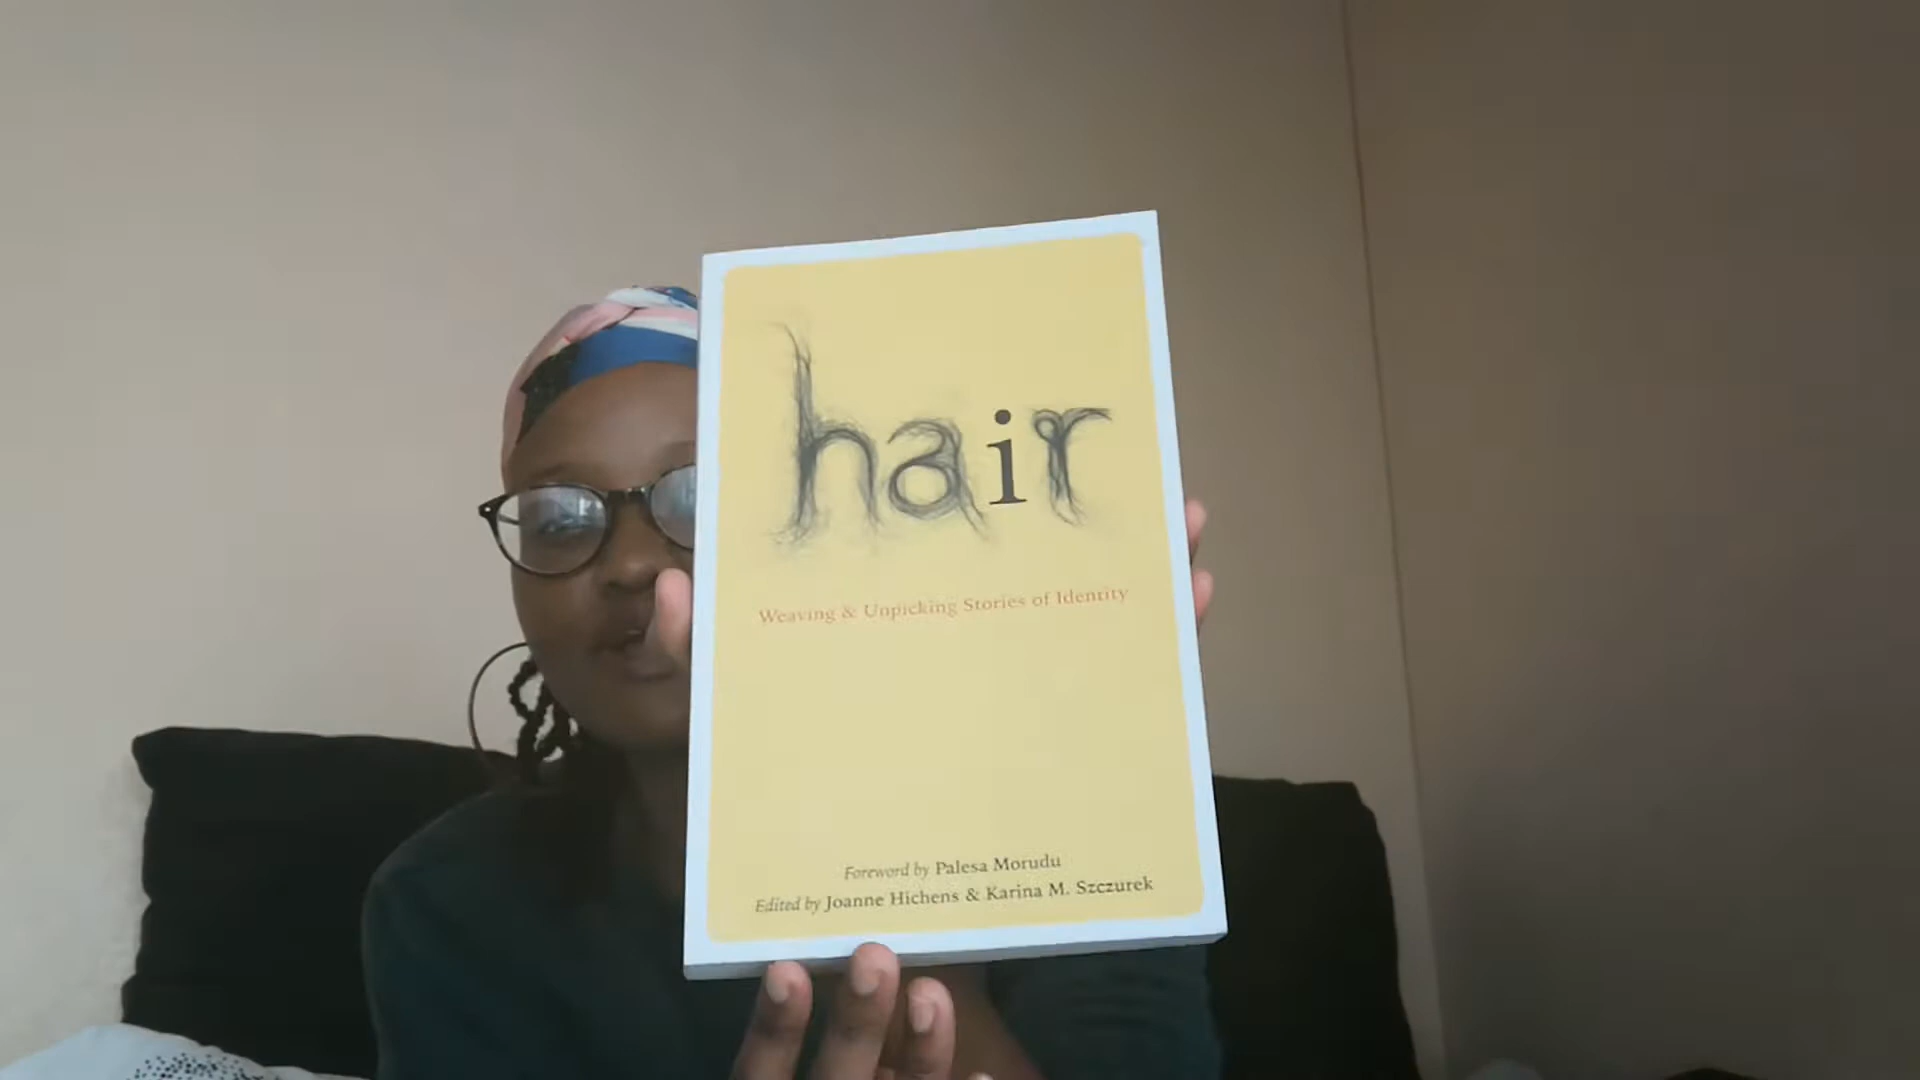 hair
Weaving & Unpicking Stories of Identity
Foreword by Palesa Morudu
Edited by Joanne Hichens & Karina M. Szczurek